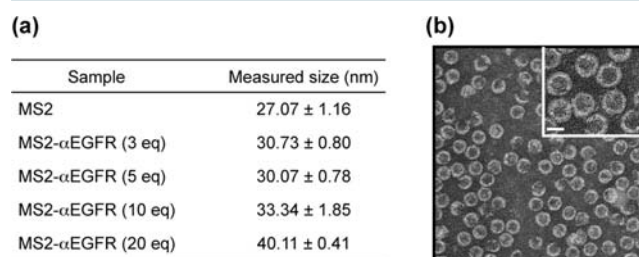 (a)
(b)
Sample Measured size (nm)
MS2 27.07 ± 1.16
MS2-αEGFR (3 eq) 30.73 ± 0.80
MS2-αEGFR (5 eq) 30.07 ± 0.78
MS2-αEGFR (10 eq) 33.34 ± 1.85
MS2-αEGFR (20 eq) 40.11 ± 0.41